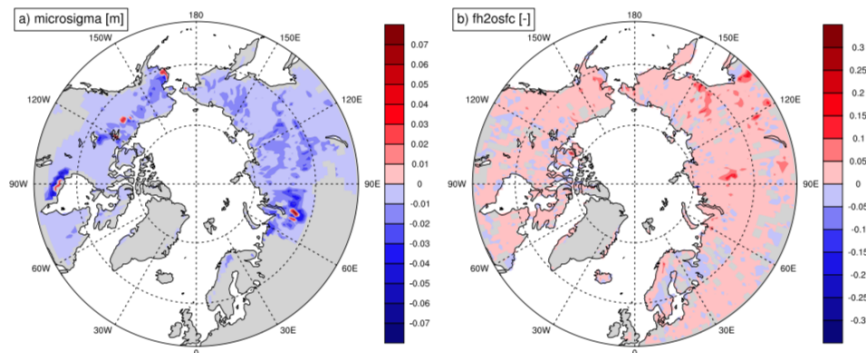 a) microsigma [m]
180
150W
150E
120W
120E
90W
90E
60W
60E
30W
30E
0
0.07
0.06
0.05
0.04
0.03
0.02
0.01
0
-0.01
-0.02
-0.03
-0.04
-0.05
-0.06
-0.07
b) fh2osfc [-]
180
150W
150E
120W
120E
90W
90E
60W
60E
30W
30E
0
0.3
0.25
0.2
0.15
0.1
0.05
0
-0.05
-0.1
-0.15
-0.2
-0.25
-0.3